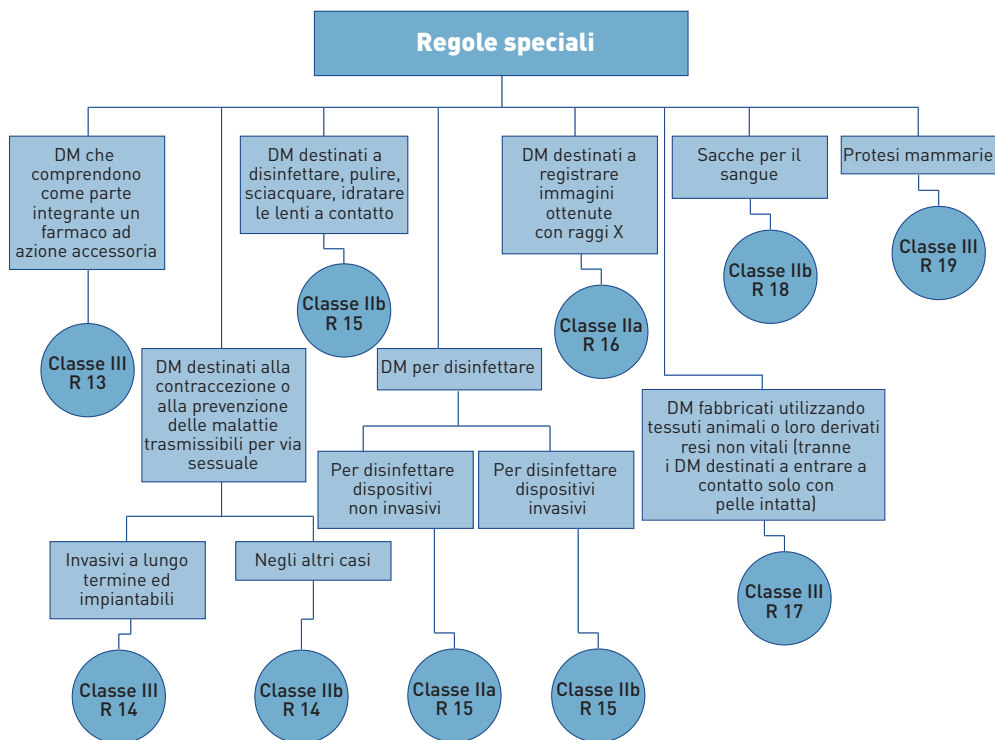 Regole speciali
DM che
comprendono
come parte
integrante un
farmaco ad
azione accessoria
Classe III
R 13
DM destinati alla
contraccezione o
alla prevenzione
delle malattie
trasmissibili per via
sessuale
Invasivi a lungo
termine ed
impiantabili
Classe III
R 14
Negli altri casi
Classe IIb
R 14
DM destinati a
disinfettare, pulire,
sciacquare, idratare
le lenti a contatto
Classe IIb
R 15
DM per disinfettare
Per disinfettare
dispositivi
non invasivi
Classe IIa
R 15
Per disinfettare
dispositivi
invasivi
Classe IIb
R 15
DM destinati a
registrare
immagini
ottenute
con raggi X
Classe IIa
R 16
DM fabbricati utilizzando
tessuti animali o loro derivati
resi non vitali (tranne
i DM destinati a entrare a
contatto solo con
pelle intatta)
Classe III
R 17
Sacche per il
sangue
Classe IIb
R 18
Protesi mammarie
Classe III
R 19